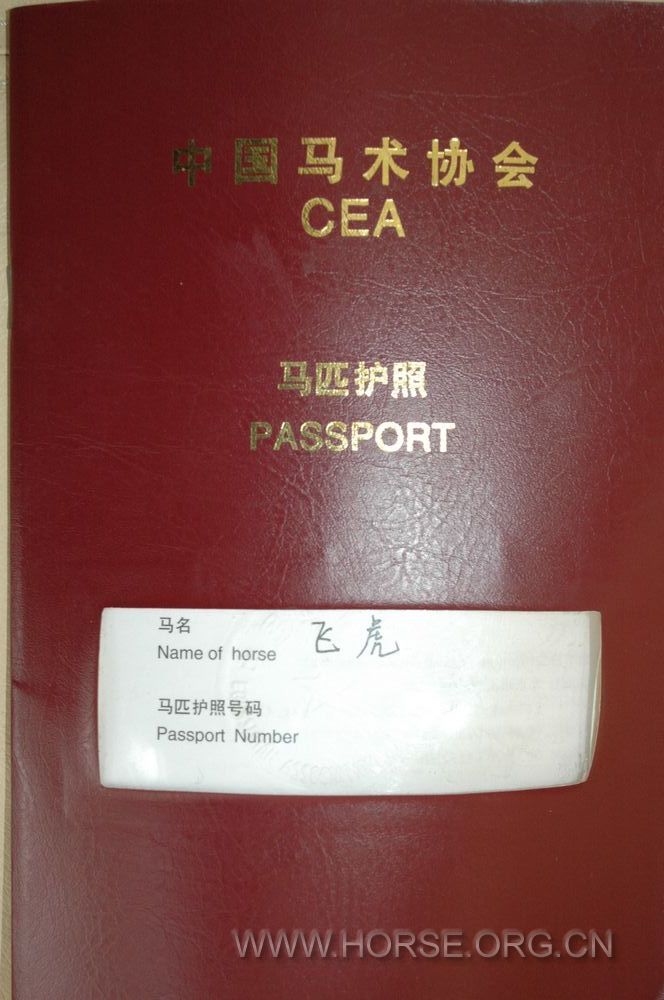 中国马术协会
CEA
马匹护照
PASSPORT
马名
Name of horse 飞虎
马匹护照号码
Passport Number
WWW.HORSE.ORG.CN